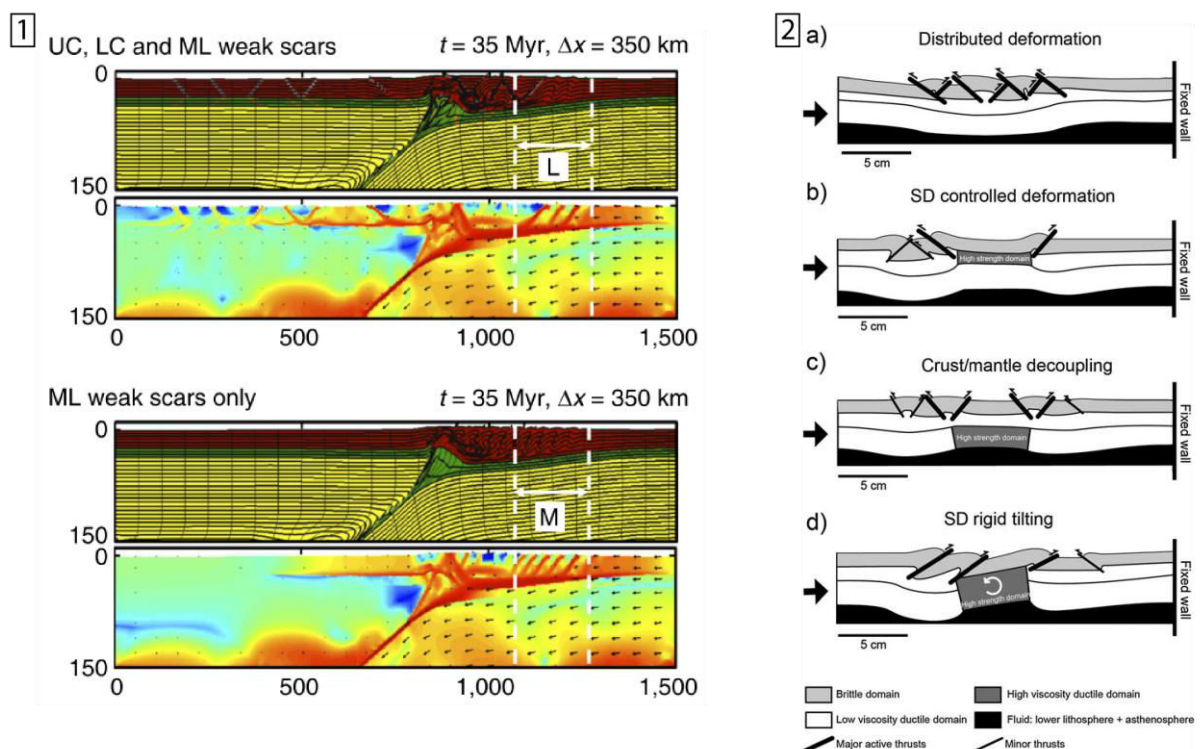 1
UC, LC and ML weak scars
t = 35 Myr, Δx = 350 km
0
150
L
0
150
0 500 1,000 1,500
ML weak scars only
t = 35 Myr, Δx = 350 km
0
150
M
0
150
0 500 1,000 1,500
2
a)
Distributed deformation
Fixed wall
5 cm
b)
SD controlled deformation
High strength domain
Fixed wall
5 cm
c)
Crust/mantle decoupling
High strength domain
Fixed wall
5 cm
d)
SD rigid tilting
High strength domain
Fixed wall
5 cm
Brittle domain
High viscosity ductile domain
Low viscosity ductile domain
Fluid: lower lithosphere + asthenosphere
Major active thrusts
Minor thrusts